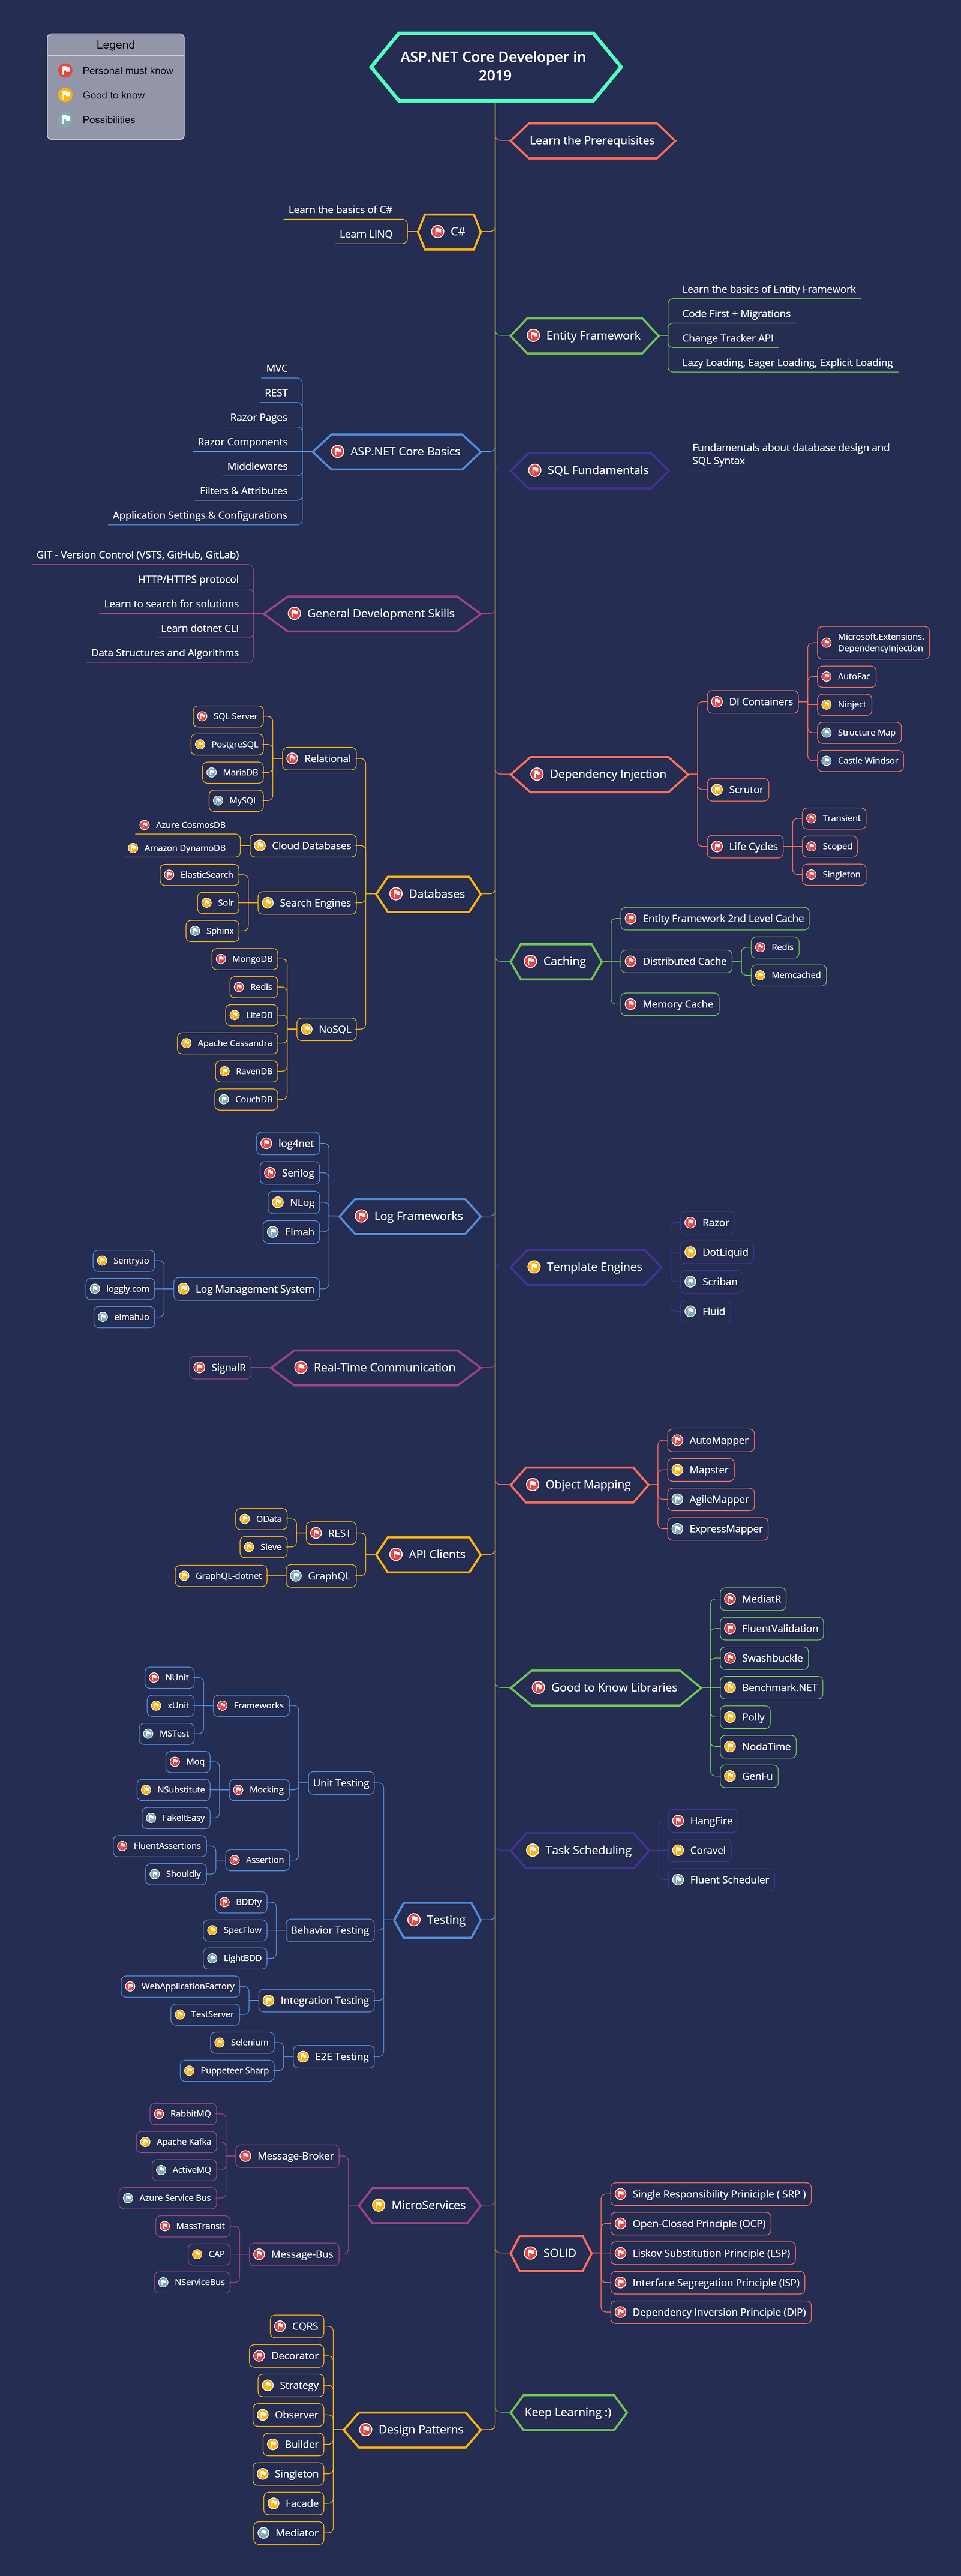 Legend
Personal must know
Good to know
Possibilities
ASP.NET Core Developer in
2019
Learn the Prerequisites
C#
Learn the basics of C#
Learn LINQ
Entity Framework
Learn the basics of Entity Framework
Code First + Migrations
Change Tracker API
Lazy Loading, Eager Loading, Explicit Loading
ASP.NET Core Basics
MVC
REST
Razor Pages
Razor Components
Middlewares
Filters & Attributes
Application Settings & Configurations
SQL Fundamentals
Fundamentals about database design and
SQL Syntax
General Development Skills
GIT - Version Control (VSTS, GitHub, GitLab)
HTTP/HTTPS protocol
Learn to search for solutions
Learn dotnet CLI
Data Structures and Algorithms
Dependency Injection
DI Containers
Microsoft.Extensions.
DependencyInjection
AutoFac
Ninject
Structure Map
Castle Windsor
Scrutor
Life Cycles
Transient
Scoped
Singleton
Databases
Relational
SQL Server
PostgreSQL
MariaDB
MySQL
Cloud Databases
Azure CosmosDB
Amazon DynamoDB
Search Engines
ElasticSearch
Solr
Sphinx
NoSQL
MongoDB
Redis
LiteDB
Apache Cassandra
RavenDB
CouchDB
Caching
Entity Framework 2nd Level Cache
Distributed Cache
Redis
Memcached
Memory Cache
Log Frameworks
log4net
Serilog
NLog
Elmah
Log Management System
Sentry.io
loggly.com
elmah.io
Template Engines
Razor
DotLiquid
Scriban
Fluid
Real-Time Communication
SignalR
Object Mapping
AutoMapper
Mapster
AgileMapper
ExpressMapper
API Clients
REST
OData
Sieve
GraphQL
GraphQL-dotnet
Good to Know Libraries
MediatR
FluentValidation
Swashbuckle
Benchmark.NET
Polly
NodaTime
GenFu
Testing
Unit Testing
Frameworks
NUnit
xUnit
MSTest
Mocking
Moq
NSubstitute
FakeItEasy
Assertion
FluentAssertions
Shouldly
Behavior Testing
BDDfy
SpecFlow
LightBDD
Integration Testing
WebApplicationFactory
TestServer
E2E Testing
Selenium
Puppeteer Sharp
Task Scheduling
HangFire
Coravel
Fluent Scheduler
MicroServices
Message-Broker
RabbitMQ
Apache Kafka
ActiveMQ
Azure Service Bus
Message-Bus
MassTransit
CAP
NServiceBus
SOLID
Single Responsibility Priniciple ( SRP )
Open-Closed Principle (OCP)
Liskov Substitution Principle (LSP)
Interface Segregation Principle (ISP)
Dependency Inversion Principle (DIP)
Design Patterns
CQRS
Decorator
Strategy
Observer
Builder
Singleton
Facade
Mediator
Keep Learning :)